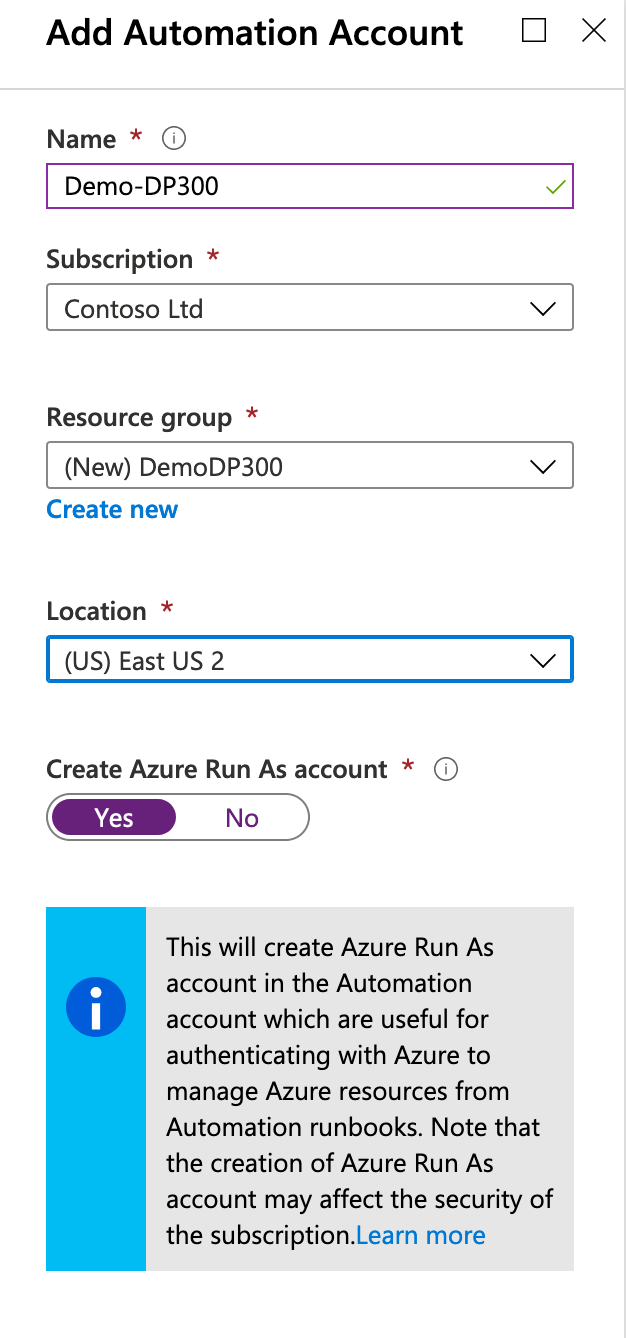 Add Automation Account
Name *
Demo-DP300
Subscription *
Contoso Ltd
Resource group *
(New) DemoDP300
Create new
Location *
(US) East US 2
Create Azure Run As account *
Yes No
This will create Azure Run As
account in the Automation
account which are useful for
authenticating with Azure to
manage Azure resources from
Automation runbooks. Note that
the creation of Azure Run As
account may affect the security of
the subscription.Learn more